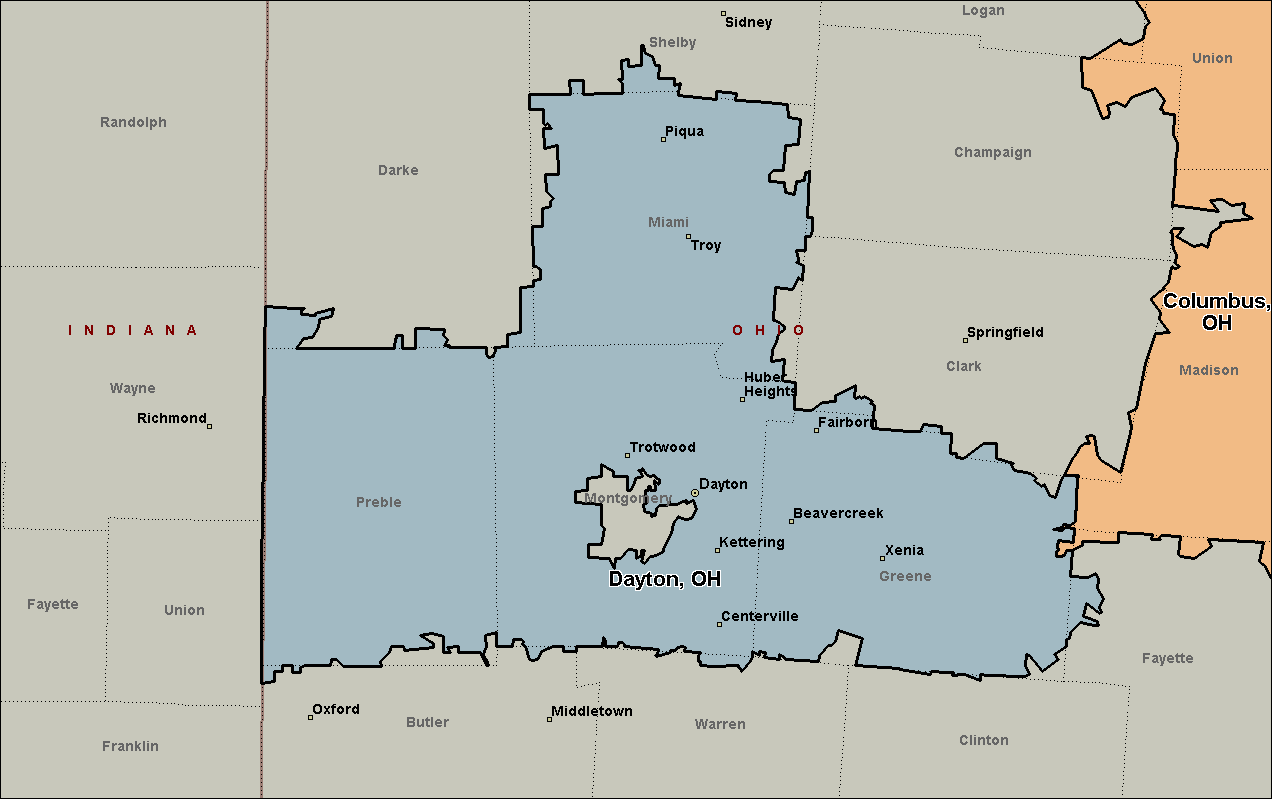 Logan
Sidney
Shelby
Union
Randolph
Piqua
Champaign
Darke
Miami
Troy
Columbus,
OH
INDIANA
OHIO
Springfield
Clark
Madison
Wayne
Huber
Heights
Richmond
Fairborn
Trotwood
Dayton
Montgomery
Preble
Beavercreek
Kettering
Xenia
Greene
Dayton, OH
Fayette
Union
Centerville
Fayette
Oxford
Butler
Middletown
Warren
Clinton
Franklin